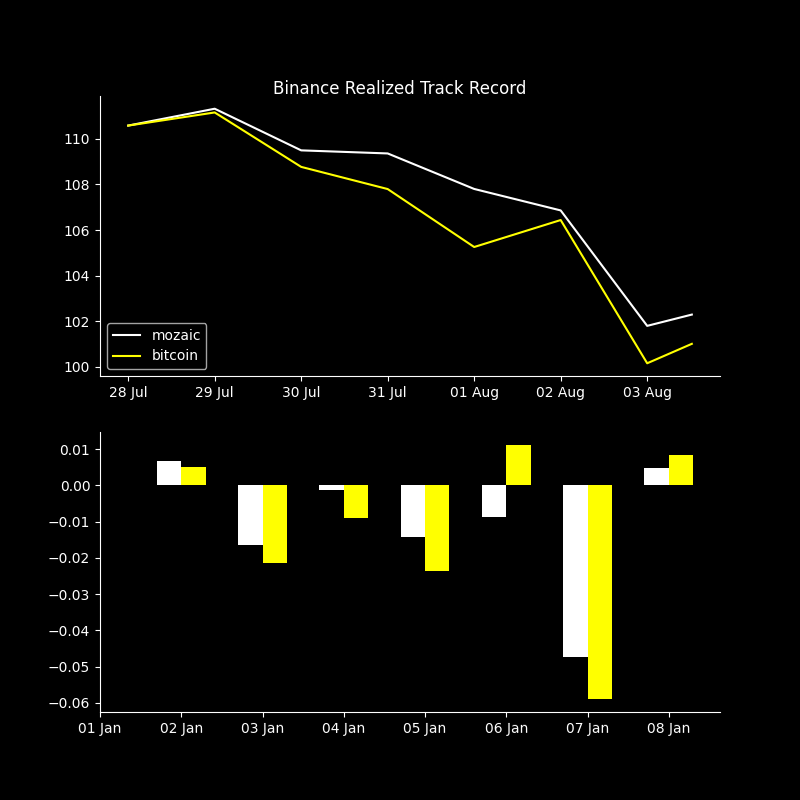 Binance Realized Track Record
110
108
106
104
102
100
mozaic
bitcoin
28 Jul 29 Jul 30 Jul 31 Jul 01 Aug 02 Aug 03 Aug
0.01
0.00
−0.01
−0.02
−0.03
−0.04
−0.05
−0.06
01 Jan 02 Jan 03 Jan 04 Jan 05 Jan 06 Jan 07 Jan 08 Jan